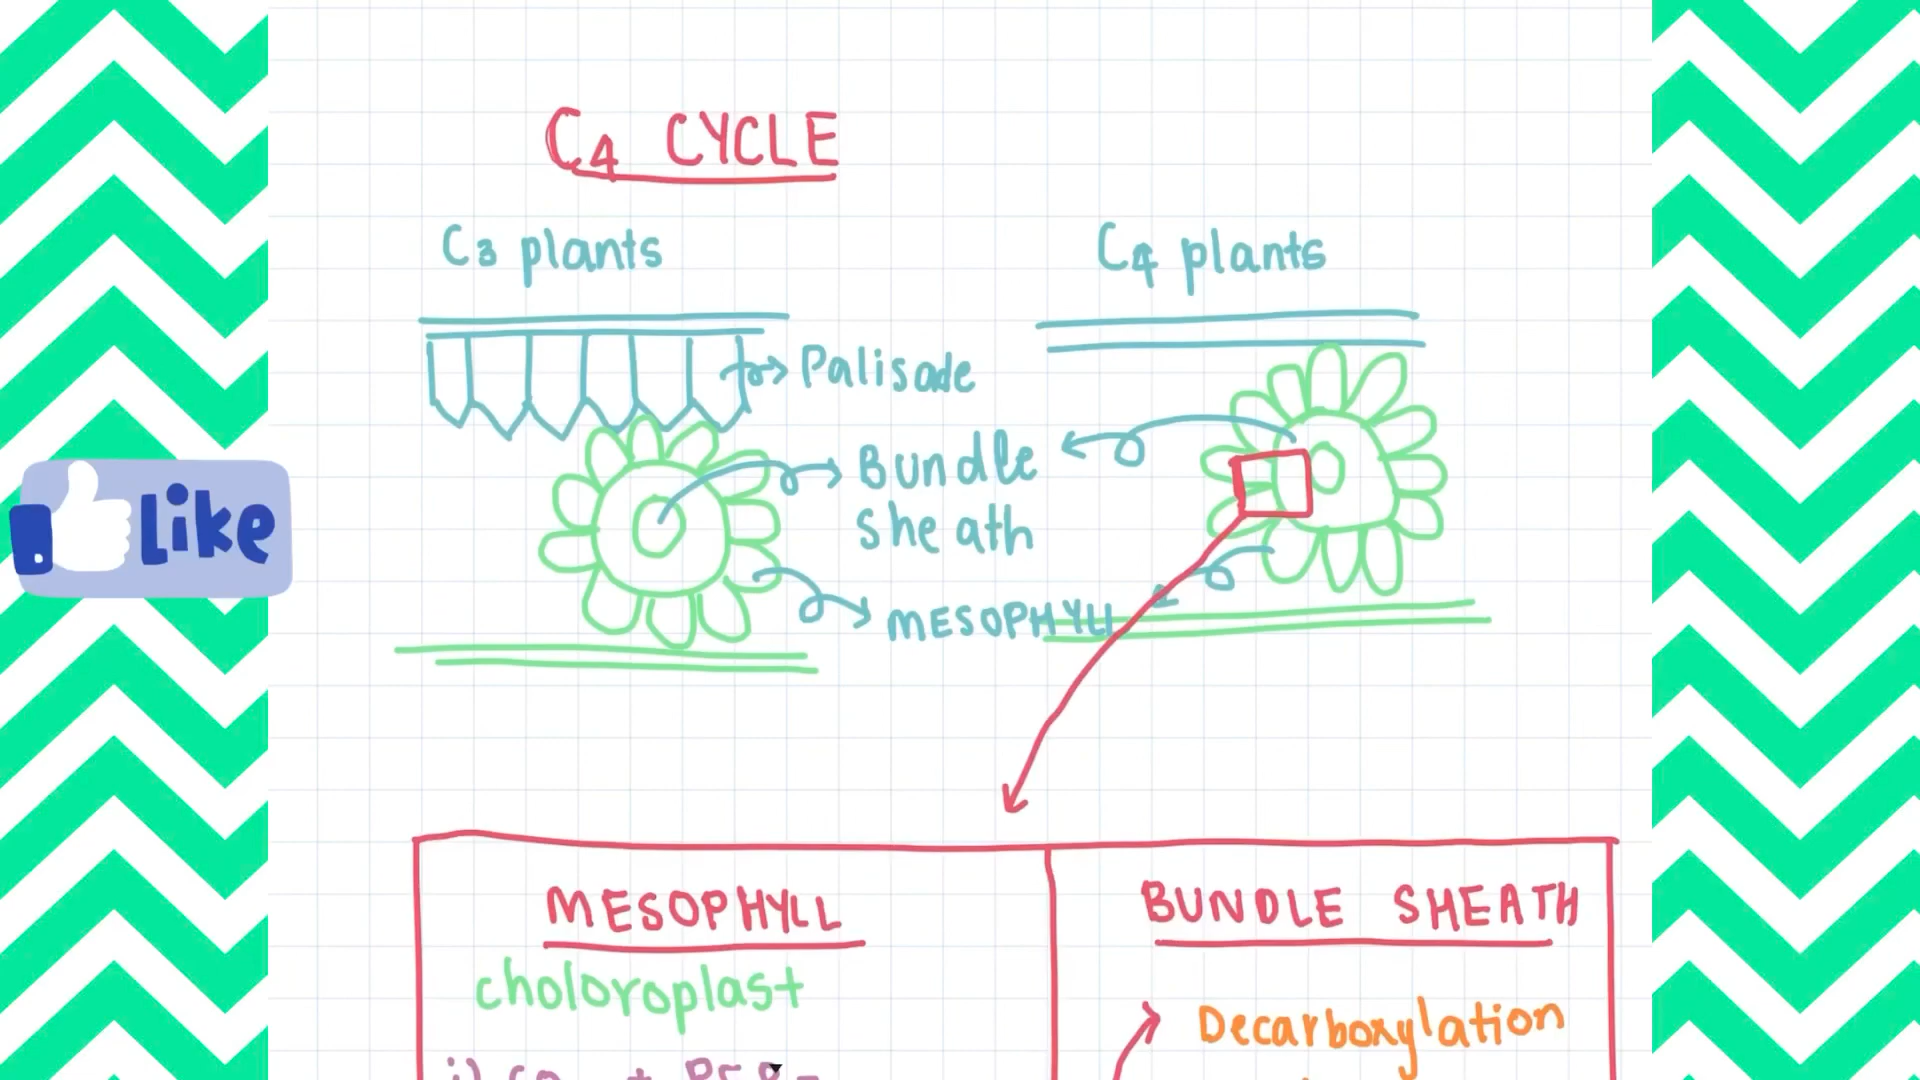 C4 CYCLE
C3 plants
C4 plants
Palisade
Bundle
sheath
MESOPHYLL
like
MESOPHYLL
BUNDLE SHEATH
choloroplast
Decarboxylation